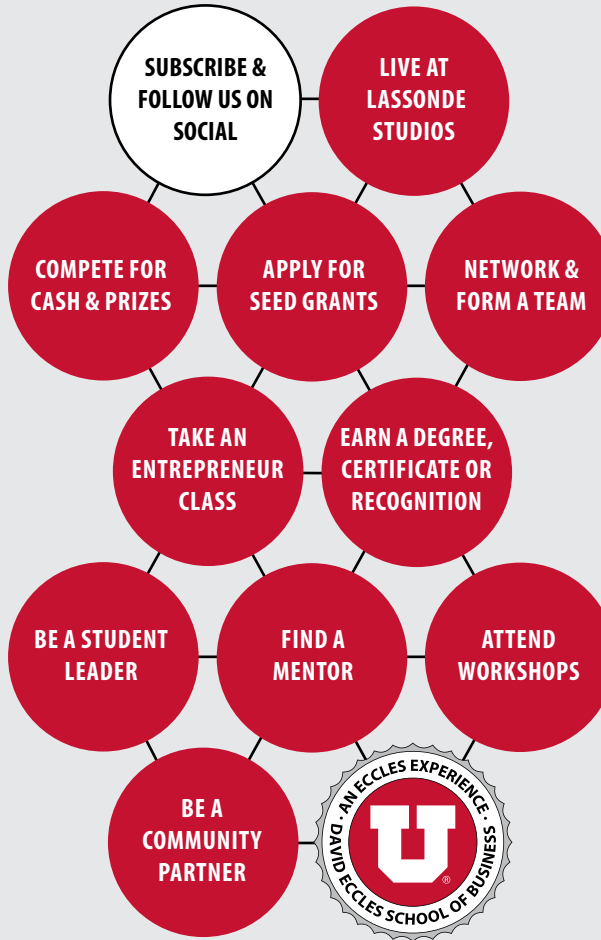 SUBSCRIBE &
FOLLOW US ON
SOCIAL
LIVE AT
LASSONDE
STUDIOS
COMPETE FOR
CASH & PRIZES
APPLY FOR
SEED GRANTS
NETWORK &
FORM A TEAM
TAKE AN
ENTREPRENEUR
CLASS
EARN A DEGREE,
CERTIFICATE OR
RECOGNITION
BE A STUDENT
LEADER
FIND A
MENTOR
ATTEND
WORKSHOPS
BE A
COMMUNITY
PARTNER
· AN ECCLES EXPERIENCE ·
DAVID ECCLES SCHOOL OF BUSINESS
U
®